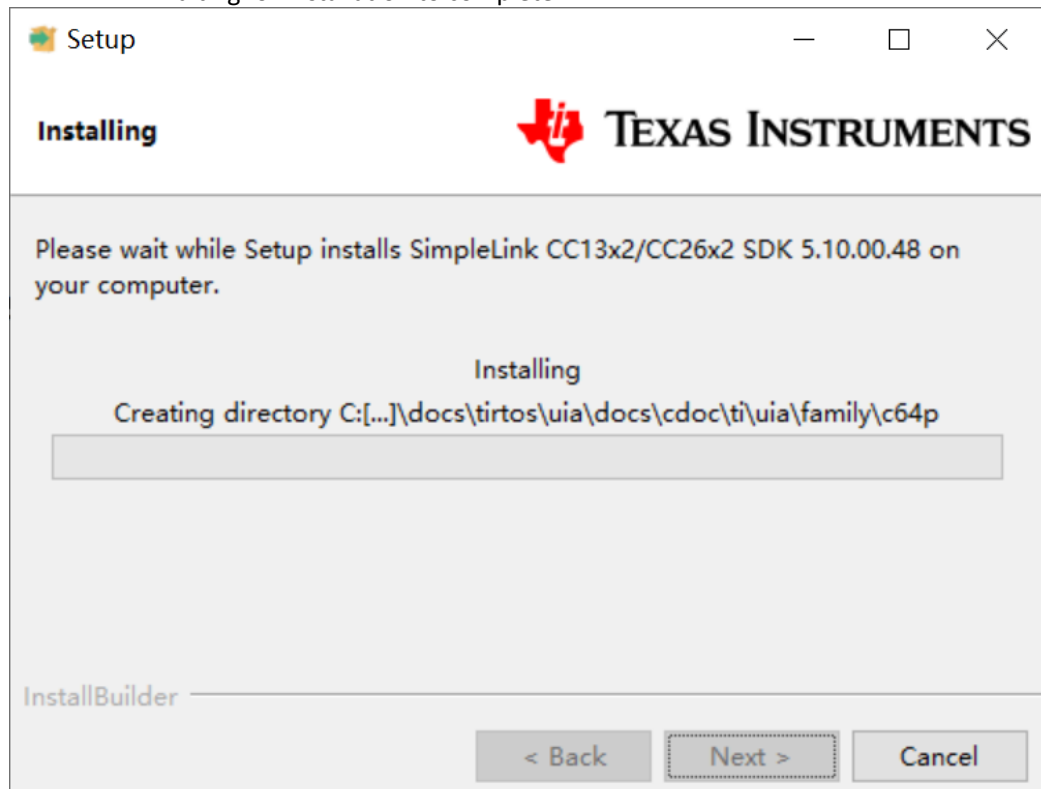 Setup
Installing
TEXAS INSTRUMENTS
Please wait while Setup installs SimpleLink CC13x2/CC26x2 SDK 5.10.00.48 on
your computer.
Installing
Creating directory C:[...]\docs\tirtos\uia\docs\cdoc\ti\uia\family\c64p
InstallBuilder
< Back
Next >
Cancel